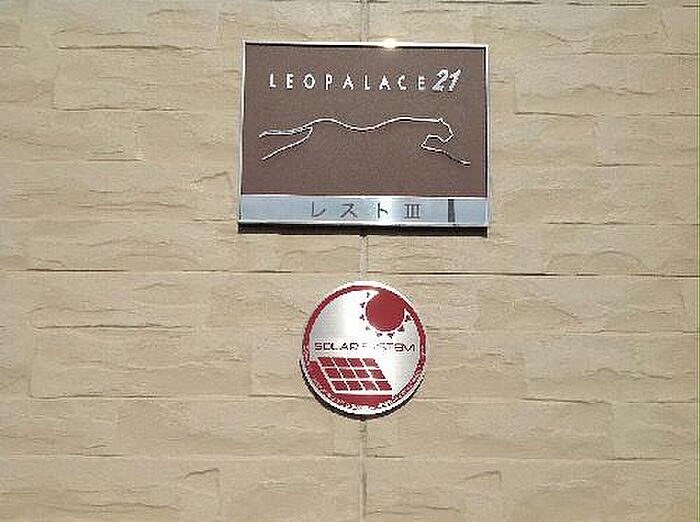 LEOPALACE21
レストⅢ
SOLAR SYSTEM